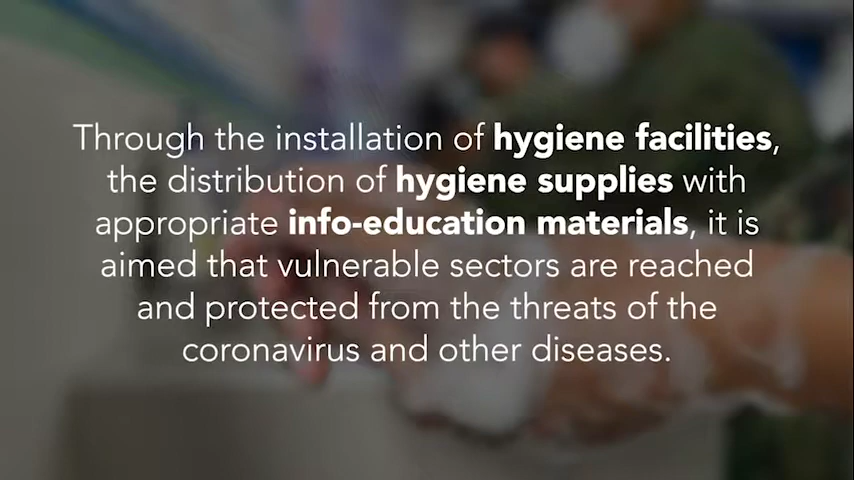 Through the installation of hygiene facilities,
the distribution of hygiene supplies with
appropriate info-education materials, it is
aimed that vulnerable sectors are reached
and protected from the threats of the
coronavirus and other diseases.